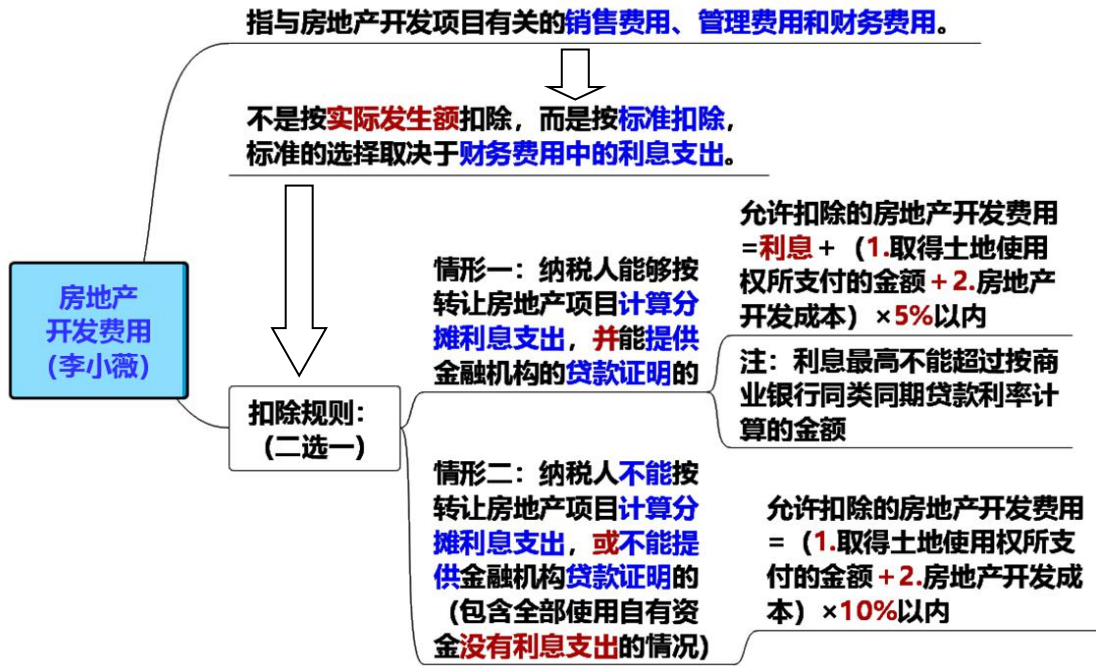 指与房地产开发项目有关的销售费用、管理费用和财务费用。
不是按实际发生额扣除，而是按标准扣除，
标准的选择取决于财务费用中的利息支出。
房地产
开发费用
(李小薇)
扣除规则：
（二选一）
情形一：纳税人能够按
转让房地产项目计算分
摊利息支出，并能提供
金融机构的贷款证明的
允许扣除的房地产开发费用
=利息＋（1.取得土地使用
权所支付的金额＋2.房地产
开发成本）×5%以内
注：利息最高不能超过按商
业银行同类同期贷款利率计
算的金额
情形二：纳税人不能按
转让房地产项目计算分
摊利息支出，或不能提
供金融机构贷款证明的
（包含全部使用自有资
金没有利息支出的情况）
允许扣除的房地产开发费用
=（1.取得土地使用权所支
付的金额＋2.房地产开发成
本）×10%以内